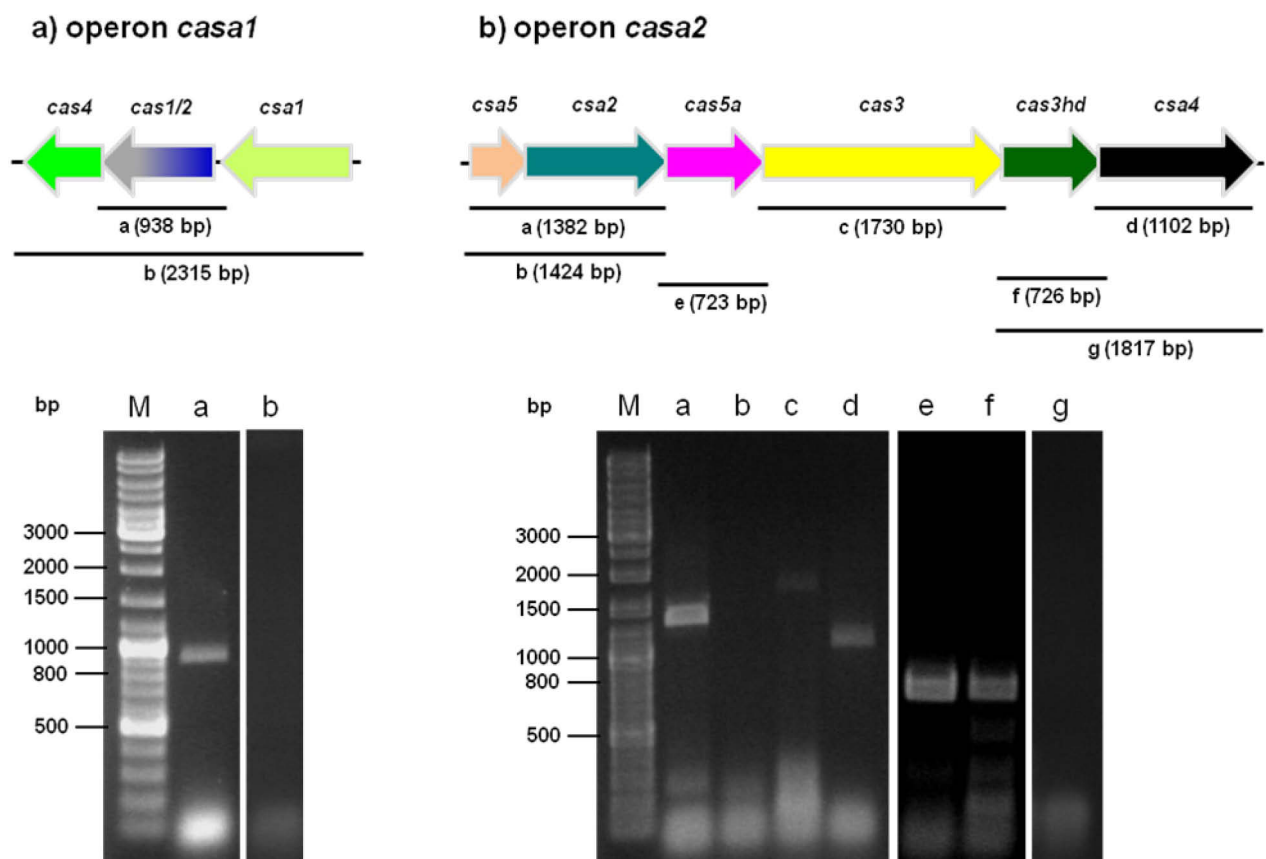 a) operon casa1
cas4 cas1/2 csa1
a (938 bp)
b (2315 bp)
b) operon casa2
csa5 csa2 cas5a cas3 cas3hd csa4
a (1382 bp) c (1730 bp) d (1102 bp)
b (1424 bp)
e (723 bp) f (726 bp)
g (1817 bp)
bp M a b
3000
2000
1500
1000
800
500
bp M a b c d e f g
3000
2000
1500
1000
800
500